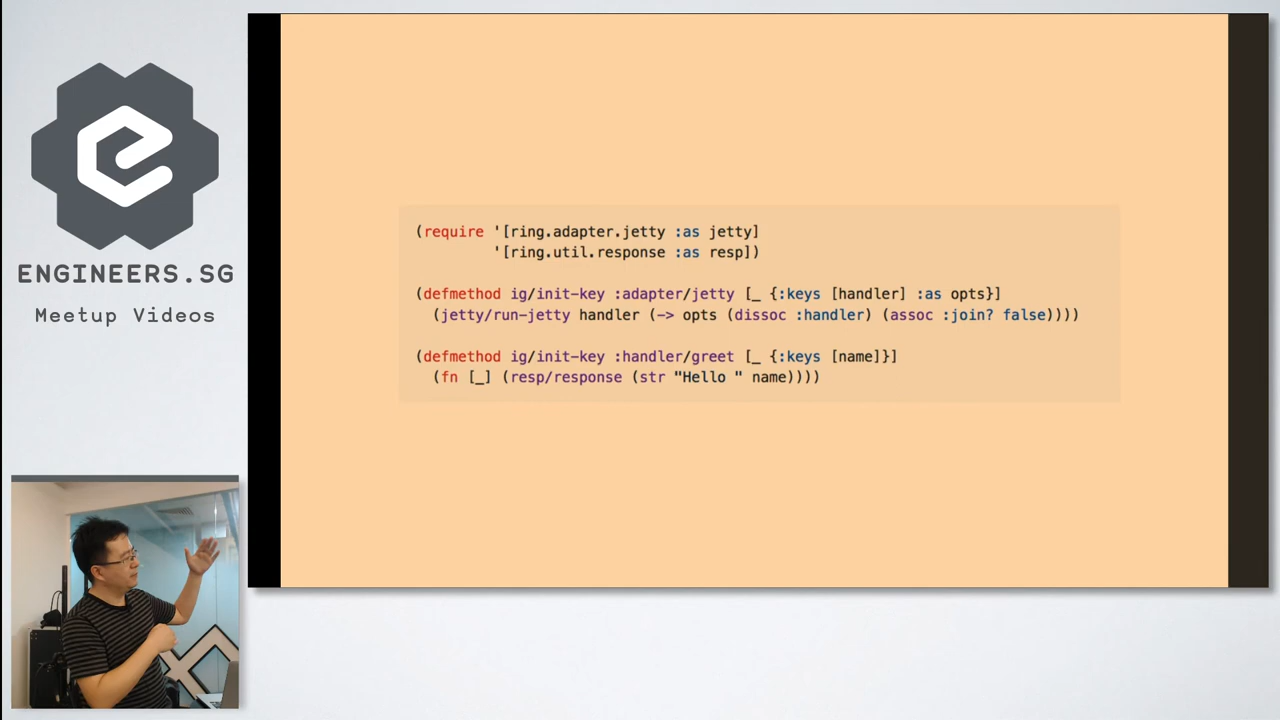 ENGINEERS.SG
Meetup Videos
(require '[ring.adapter.jetty :as jetty]
         '[ring.util.response :as resp])
(defmethod ig/init-key :adapter/jetty [_ {:keys [handler] :as opts}]
  (jetty/run-jetty handler (-> opts (dissoc :handler) (assoc :join? false))))
(defmethod ig/init-key :handler/greet [_ {:keys [name]}]
  (fn [_] (resp/response (str "Hello " name))))